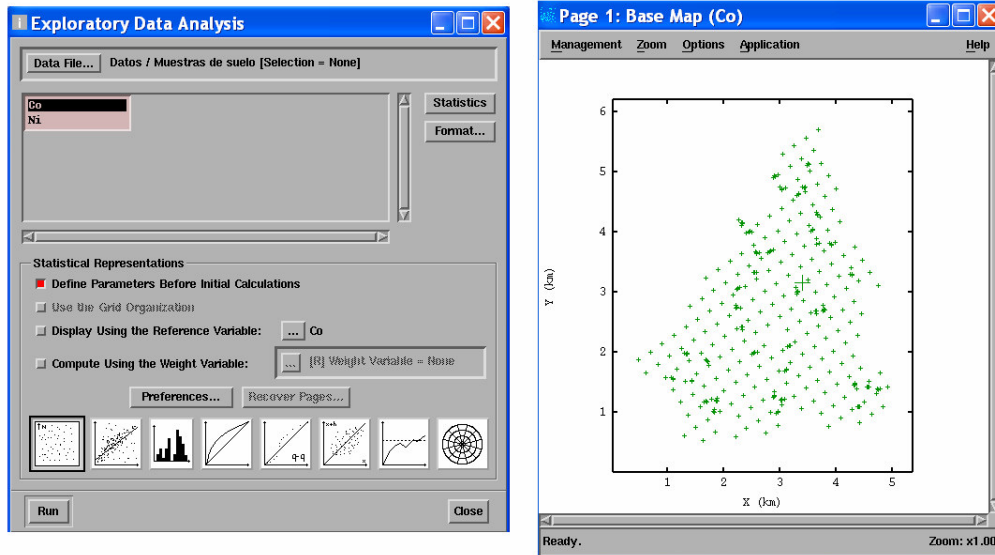 Exploratory Data Analysis
Data File... Datos / Muestras de suelo [Selection = None]
Co
Ni
Statistics
Format...
Statistical Representations
Define Parameters Before Initial Calculations
Use the Grid Organization
Display Using the Reference Variable: ... Co
Compute Using the Weight Variable: ... [R] Weight Variable = None
Preferences... Recover Pages...
N
q-q
x+h
x
Run Close
Page 1: Base Map (Co)
Management Zoom Options Application Help
6
5
4
3
2
1
Y (km)
1 2 3 4 5
X (km)
Ready. Zoom: x1.00